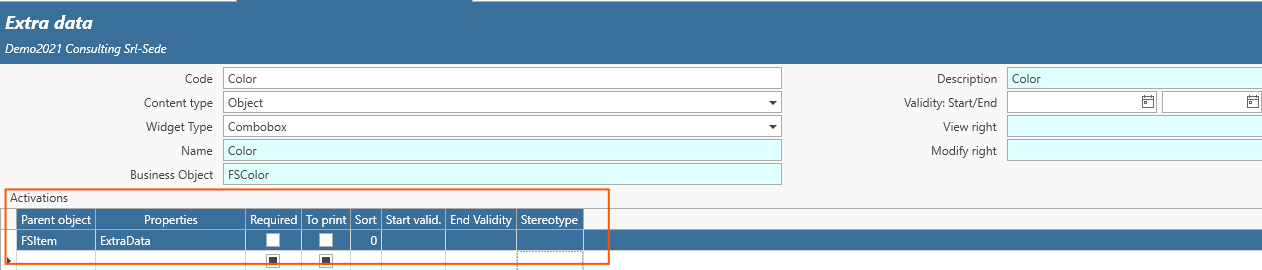 Extra data
Demo2021 Consulting Srl-Sede
Code Color Description Color
Content type Object Validity: Start/End
Widget Type Combobox View right
Name Color Modify right
Business Object FSColor
Activations
Parent object Properties Required To print Sort Start valid. End Validity Stereotype
FSItem ExtraData 0